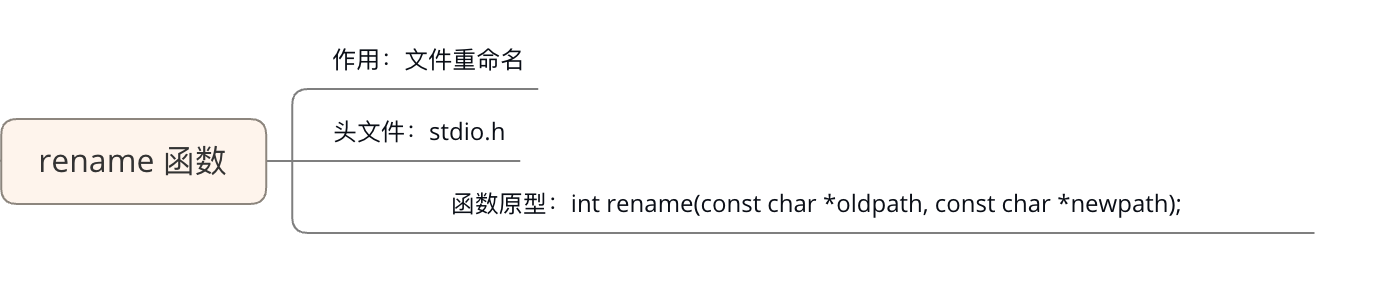 作用：文件重命名
头文件：stdio.h
rename 函数
函数原型：int rename(const char *oldpath, const char *newpath);